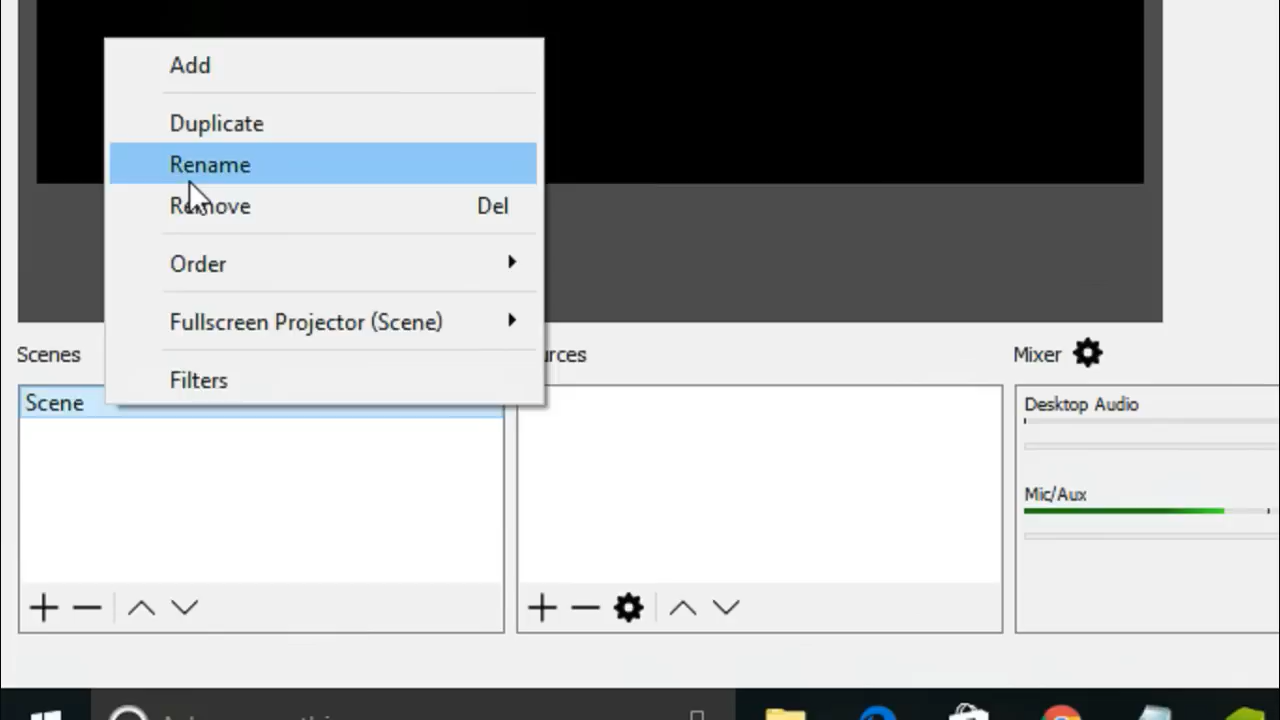 Add
Duplicate
Rename
Remove Del
Order
Fullscreen Projector (Scene)
Filters
Scenes
urces
Mixer
Scene
Desktop Audio
Mic/Aux